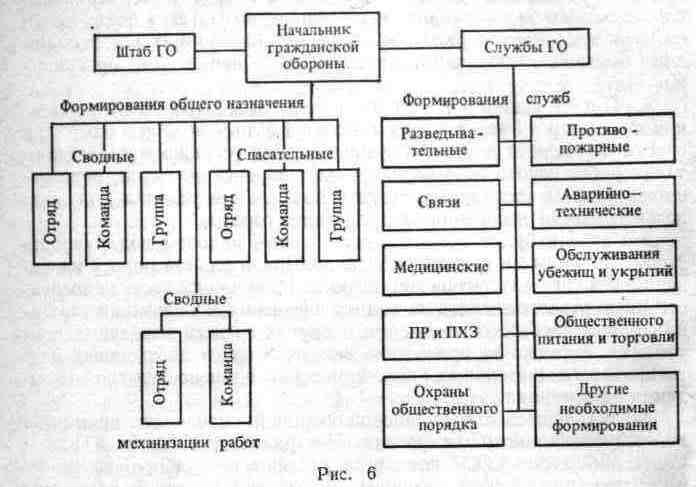 Штаб ГО
Начальник
гражданской
обороны
Службы ГО
Формирования общего назначения
Сводные
Спасательные
Отряд
Команда
Группа
Отряд
Команда
Группа
Сводные
Отряд
Команда
механизации работ
Формирования служб
Разведыва-
тельные
Противо-
пожарные
Связи
Аварийно-
технические
Медицинские
Обслуживания
убежищ и укрытий
ПР и ПХЗ
Общественного
питания и торговли
Охраны
общественного
порядка
Другие
необходимые
формирования
Рис. 6